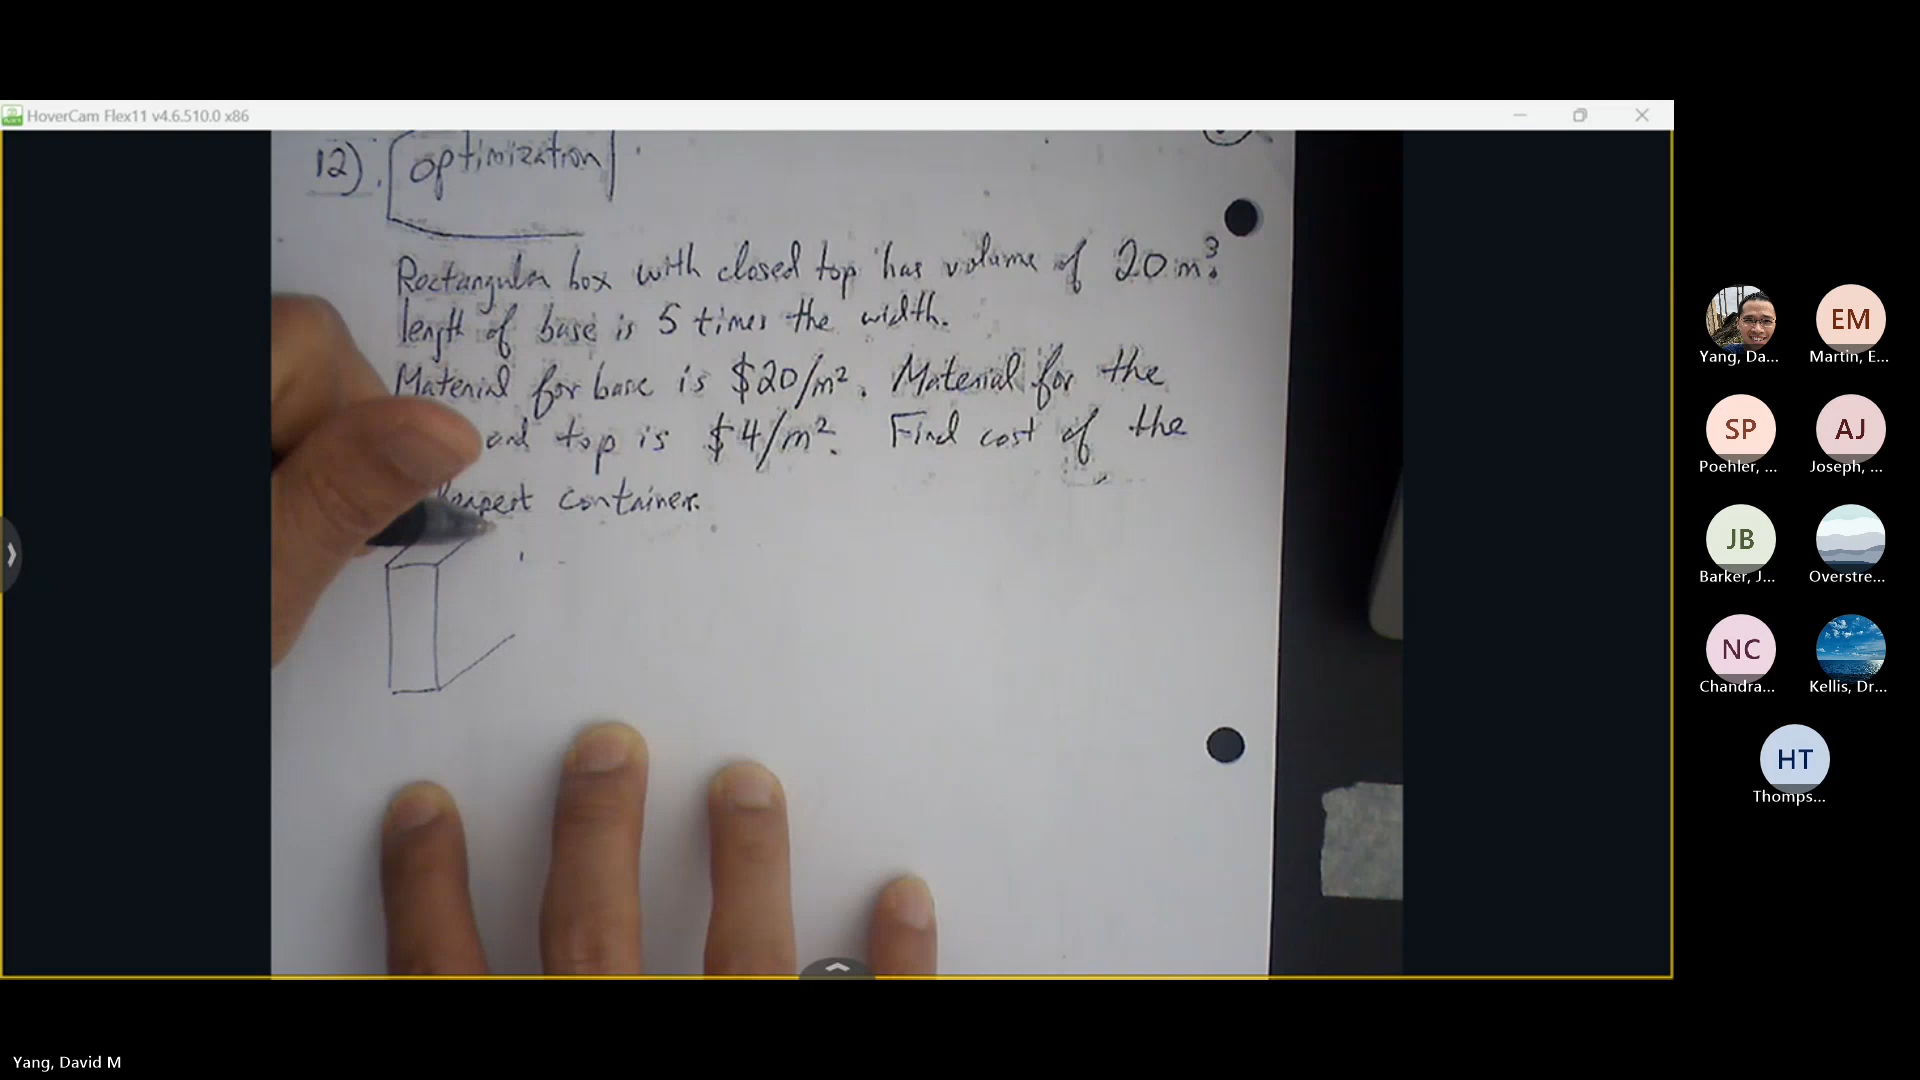 HoverCam Flex11 v4.6.510.0 x86
12). optimization
Rectangular box with closed top has volume of 20 m³.
length of base is 5 times the width.
Material for base is $20/m². Material for the
and top is $4/m². Find cost of the
container.
Yang, Da...
EM
Martin, E...
SP
Poehler, ...
AJ
Joseph, ...
JB
Barker, J...
Overstre...
NC
Chandra...
Kellis, Dr...
HT
Thomps...
Yang, David M